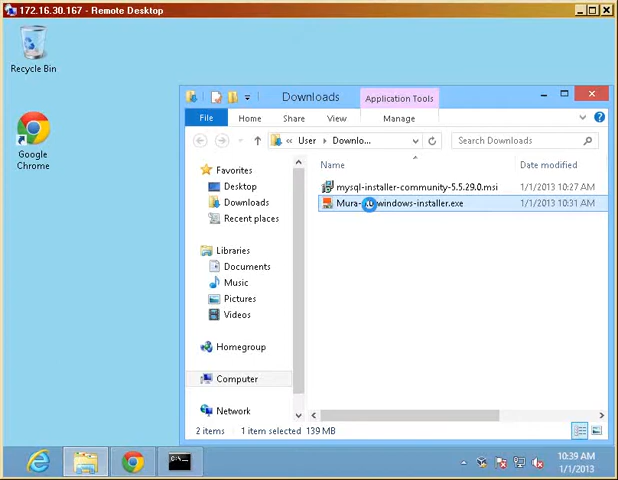 172.16.30.167 - Remote Desktop
Recycle Bin
Google
Chrome
Downloads
Application Tools
File
Home
Share
View
Manage
User
Downlo...
Search Downloads
Name
Date modified
mysql-installer-community-5.5.29.0.msi
1/1/2013 10:27 AM
windows-installer.exe
1/1/2013 10:31 AM
Favorites
Desktop
Downloads
Recent places
Libraries
Documents
Music
Pictures
Videos
Homegroup
Computer
Network
2 items
1 item selected 139 MB
C:\.
10:39 AM
1/1/2013